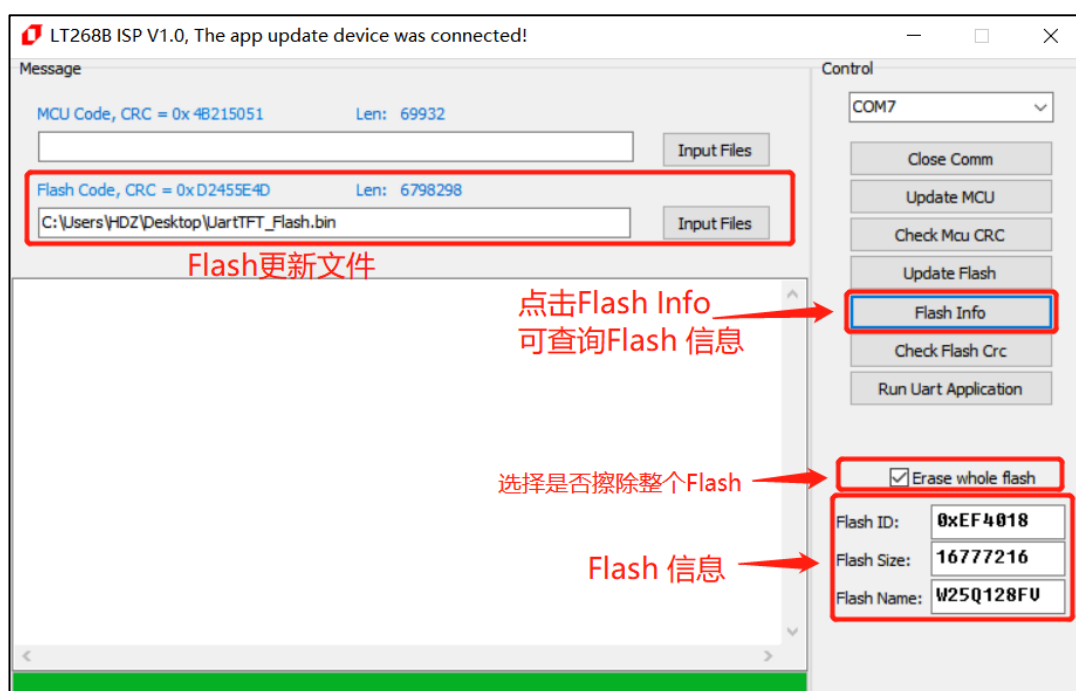 LT268B ISP V1.0, The app update device was connected!
Message
Control
MCU Code, CRC = 0x 4B215051 Len: 69932
COM7
Input Files
Close Comm
Flash Code, CRC = 0x D2455E4D Len: 6798298
Update MCU
C:\Users\HDZ\Desktop\UartTFT_Flash.bin
Input Files
Check Mcu CRC
Flash更新文件
Update Flash
点击Flash Info
可查询Flash 信息
Flash Info
Check Flash Crc
Run Uart Application
选择是否擦除整个Flash
Erase whole flash
Flash 信息
Flash ID: 0xEF4018
Flash Size: 16777216
Flash Name: W25Q128FV